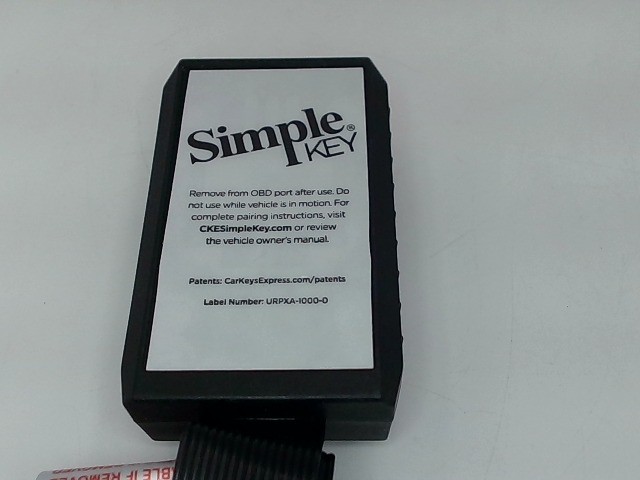 Simple®
KEY
Remove from OBD port after use. Do
not use while vehicle is in motion. For
complete pairing instructions, visit
CKESimpleKey.com or review
the vehicle owner's manual.
Patents: CarKeysExpress.com/patents
Label Number: URPXA-1000-0
IF REMOVE